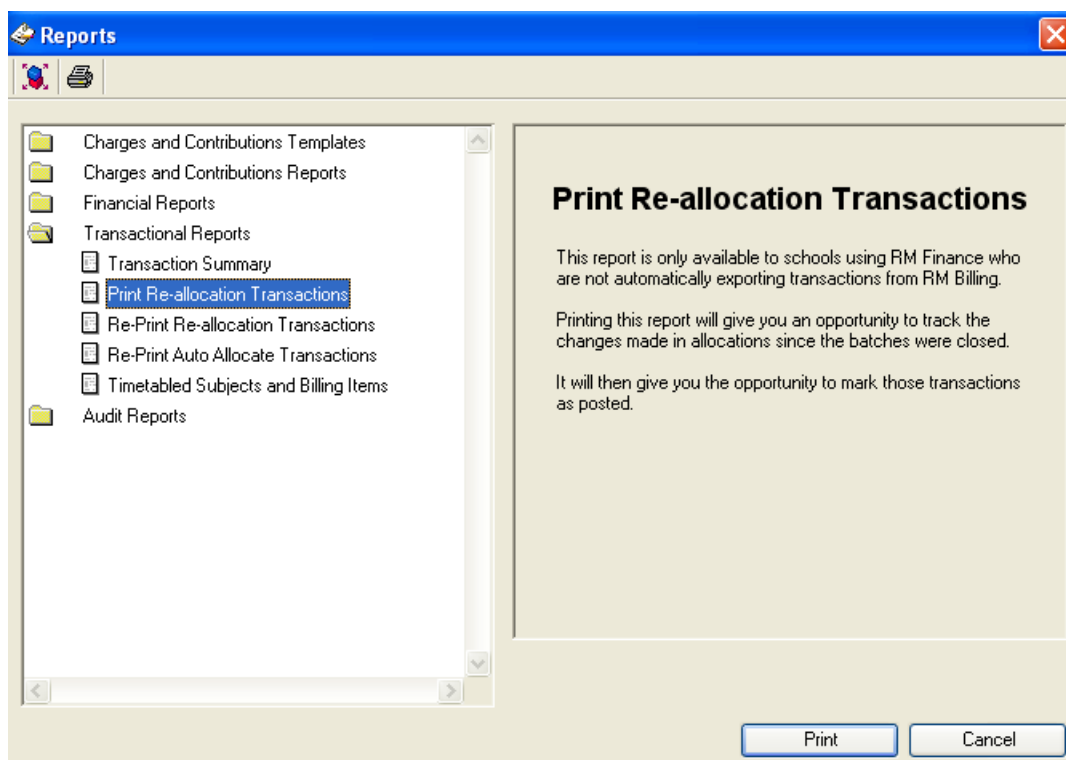 Reports
Charges and Contributions Templates
Charges and Contributions Reports
Financial Reports
Transactional Reports
Transaction Summary
Print Re-allocation Transactions
Re-Print Re-allocation Transactions
Re-Print Auto Allocate Transactions
Timetabled Subjects and Billing Items
Audit Reports
Print Re-allocation Transactions
This report is only available to schools using RM Finance who
are not automatically exporting transactions from RM Billing.
Printing this report will give you an opportunity to track the
changes made in allocations since the batches were closed.
It will then give you the opportunity to mark those transactions
as posted.
Print
Cancel